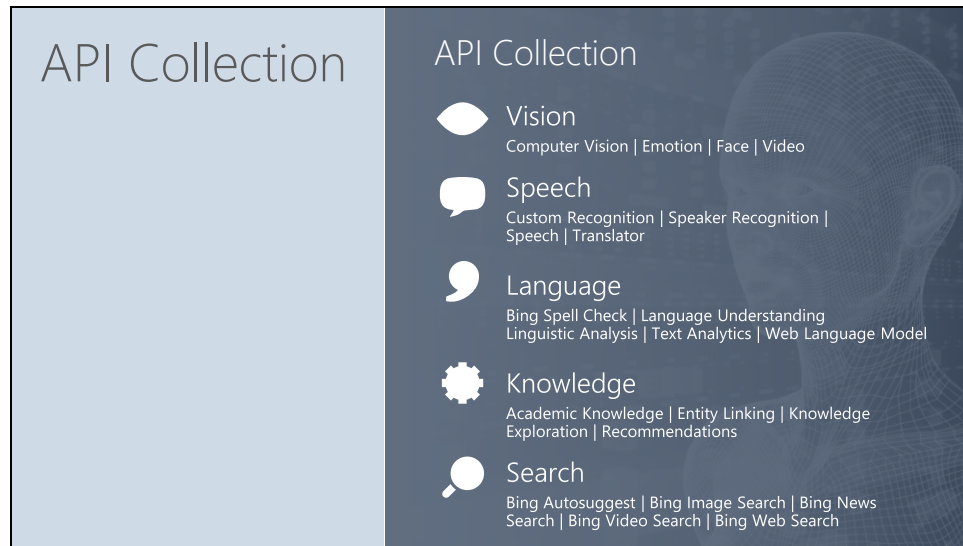 API Collection
API Collection
Vision
Computer Vision | Emotion | Face | Video
Speech
Custom Recognition | Speaker Recognition |
Speech | Translator
Language
Bing Spell Check | Language Understanding
Linguistic Analysis | Text Analytics | Web Language Model
Knowledge
Academic Knowledge | Entity Linking | Knowledge
Exploration | Recommendations
Search
Bing Autosuggest | Bing Image Search | Bing News
Search | Bing Video Search | Bing Web Search